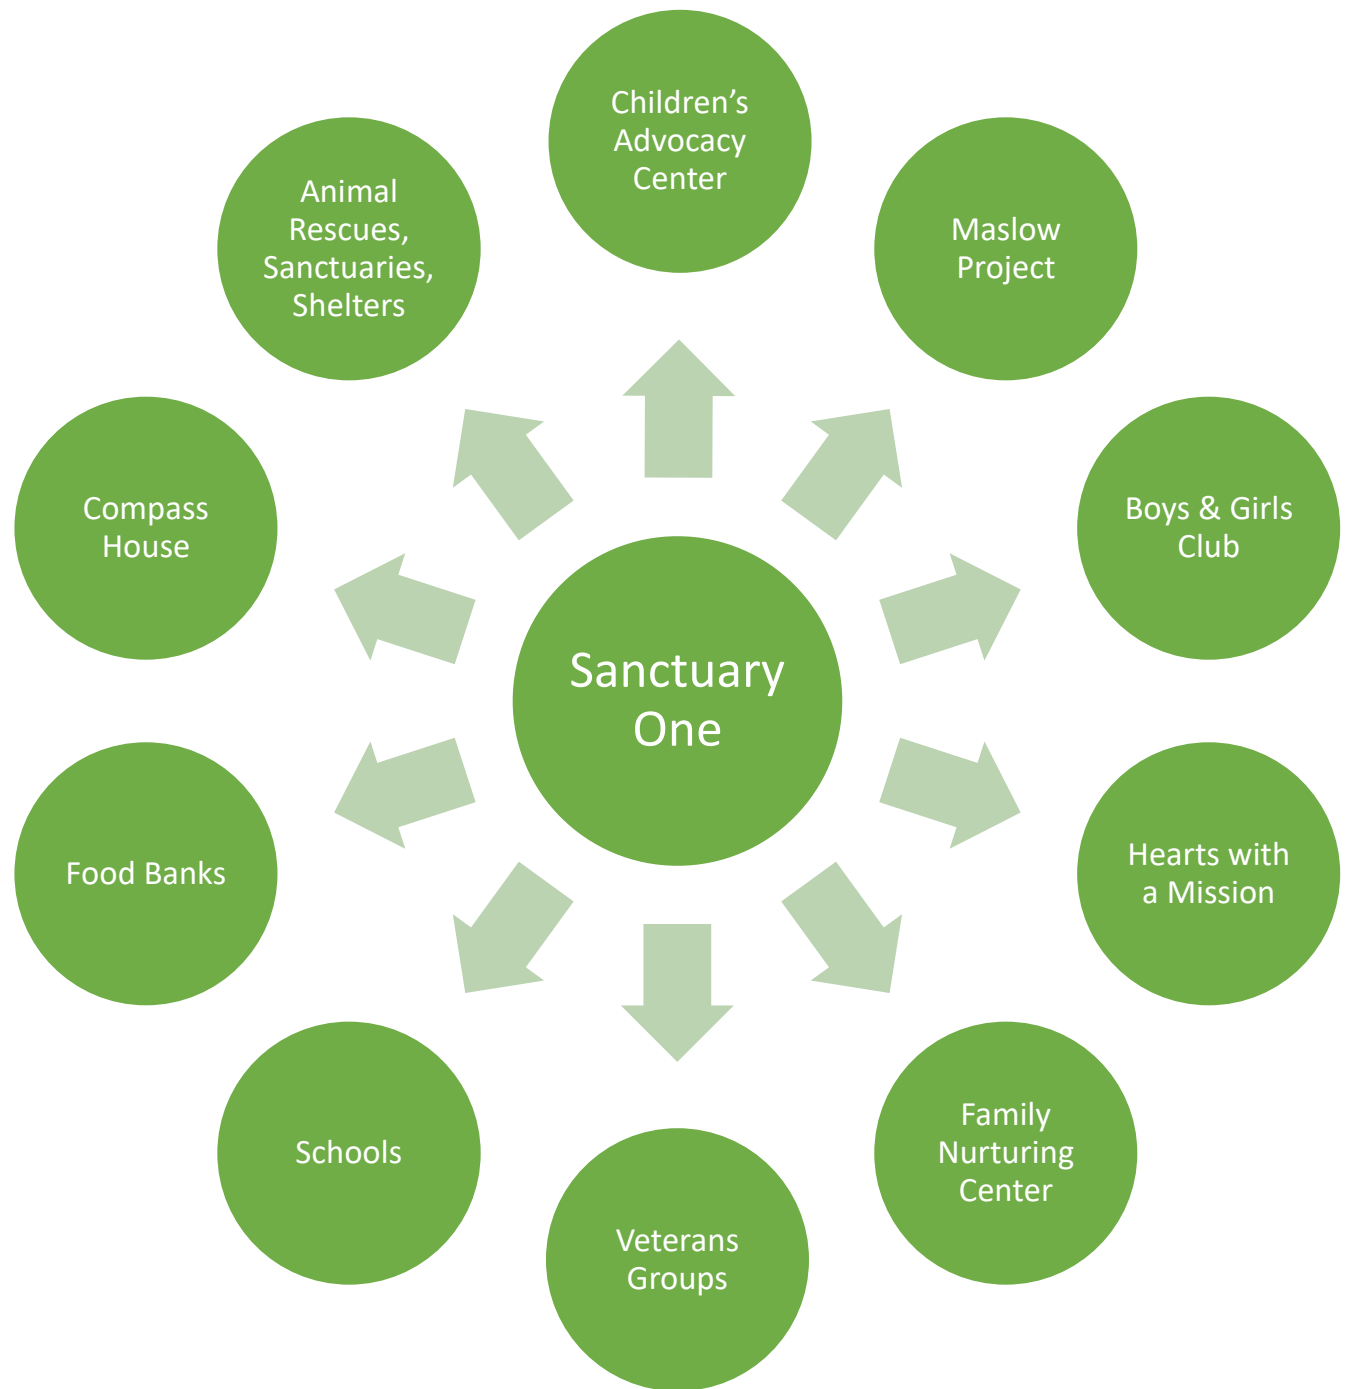 Children’s
Advocacy
Center
Maslow
Project
Boys & Girls
Club
Hearts with
a Mission
Family
Nurturing
Center
Veterans
Groups
Schools
Food Banks
Compass
House
Animal
Rescues,
Sanctuaries,
Shelters
Sanctuary
One